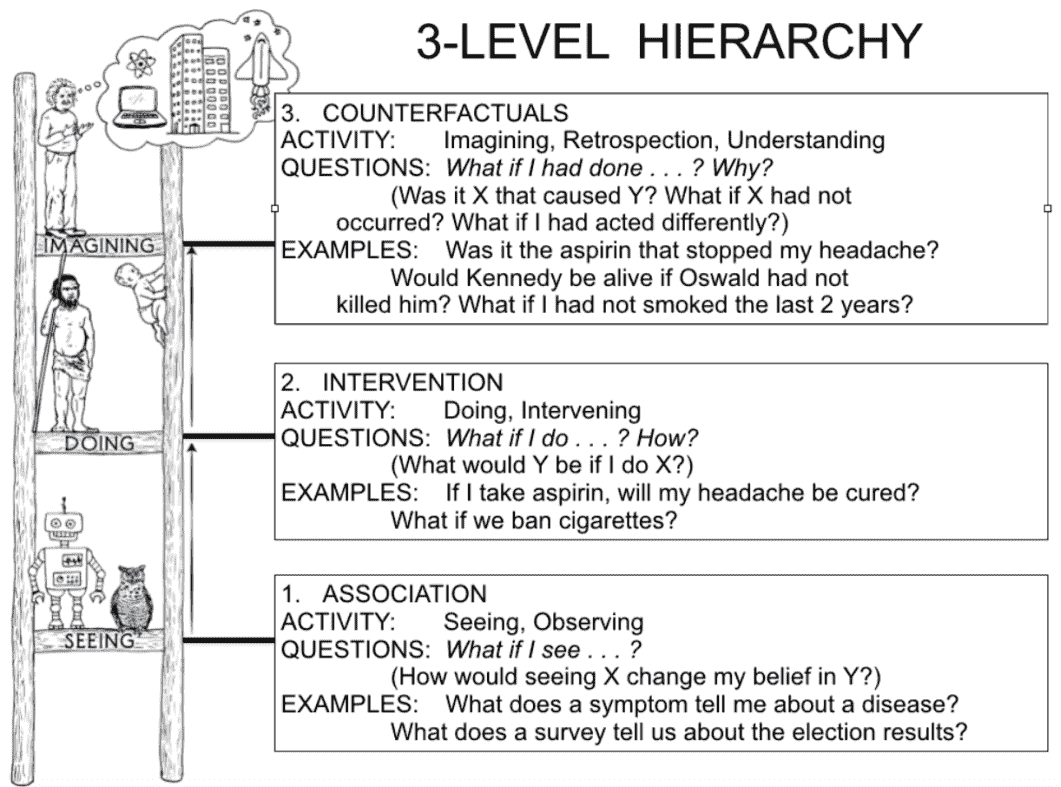 3-LEVEL HIERARCHY
3. COUNTERFACTUALS
ACTIVITY: Imagining, Retrospection, Understanding
QUESTIONS: What if I had done . . . ? Why?
(Was it X that caused Y? What if X had not
occurred? What if I had acted differently?)
EXAMPLES: Was it the aspirin that stopped my headache?
Would Kennedy be alive if Oswald had not
killed him? What if I had not smoked the last 2 years?
IMAGINING
2. INTERVENTION
ACTIVITY: Doing, Intervening
QUESTIONS: What if I do . . . ? How?
(What would Y be if I do X?)
EXAMPLES: If I take aspirin, will my headache be cured?
What if we ban cigarettes?
DOING
1. ASSOCIATION
ACTIVITY: Seeing, Observing
QUESTIONS: What if I see . . . ?
(How would seeing X change my belief in Y?)
EXAMPLES: What does a symptom tell me about a disease?
What does a survey tell us about the election results?
SEEING